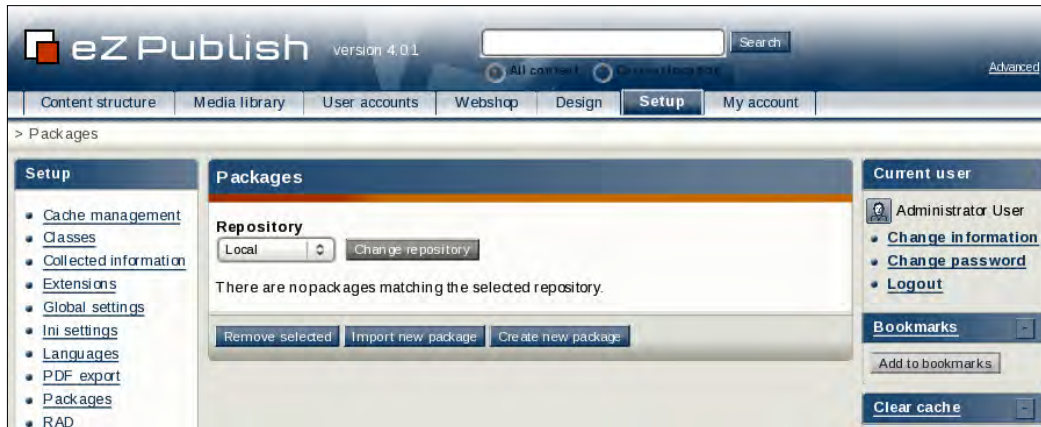 eZ Publish version 4.0.1
Search
All content
Advanced
Content structure Media library User accounts Webshop Design Setup My account
> Packages
Setup
Cache management
Classes
Collected information
Extensions
Global settings
Ini settings
Languages
PDF export
Packages
RAD
Packages
Repository
Local Change repository
There are no packages matching the selected repository.
Remove selected Import new package Create new package
Current user
Administrator User
Change information
Change password
Logout
Bookmarks -
Add to bookmarks
Clear cache -